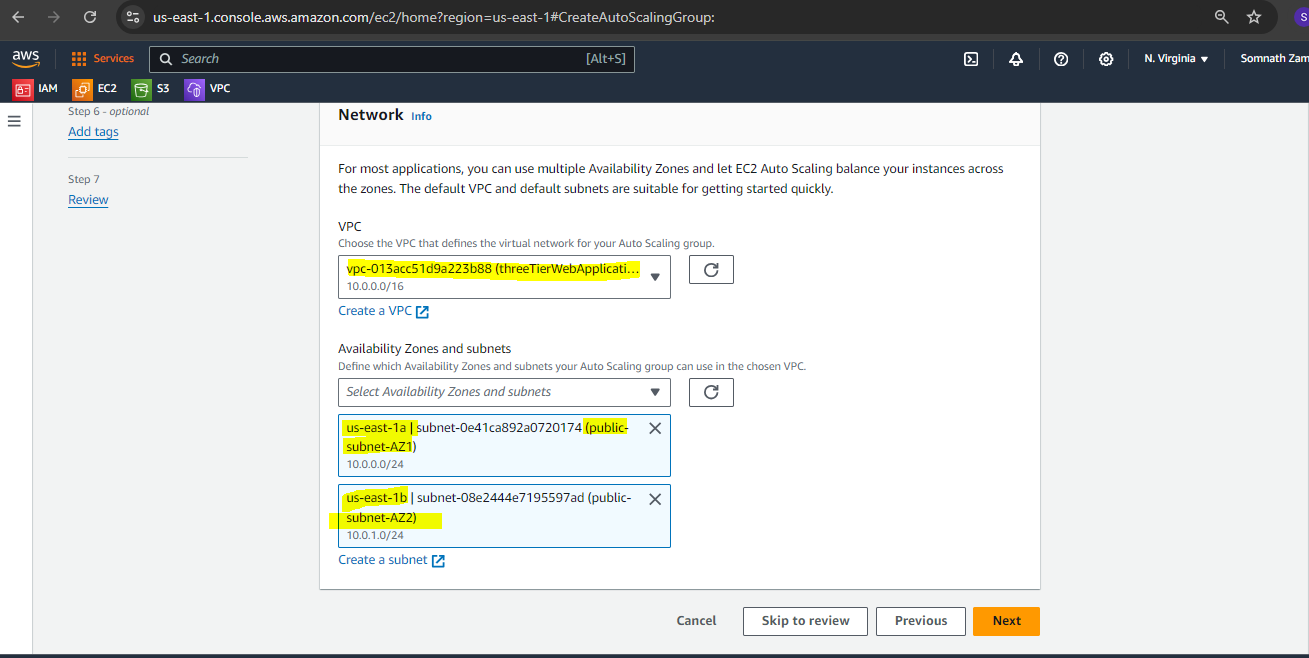 us-east-1.console.aws.amazon.com/ec2/home?region=us-east-1#CreateAutoScalingGroup:
S
aws
Services
Search
[Alt+S]
N. Virginia
Somnath Zam
IAM
EC2
S3
VPC
Step 6 - optional
Add tags
Step 7
Review
Network Info
For most applications, you can use multiple Availability Zones and let EC2 Auto Scaling balance your instances across
the zones. The default VPC and default subnets are suitable for getting started quickly.
VPC
Choose the VPC that defines the virtual network for your Auto Scaling group.
vpc-013acc51d9a223b88 (threeTierWebApplicati...
10.0.0.0/16
Create a VPC
Availability Zones and subnets
Define which Availability Zones and subnets your Auto Scaling group can use in the chosen VPC.
Select Availability Zones and subnets
us-east-1a | subnet-0e41ca892a0720174 (public-
subnet-AZ1)
10.0.0.0/24
us-east-1b | subnet-08e2444e7195597ad (public-
subnet-AZ2)
10.0.1.0/24
Create a subnet
Cancel
Skip to review
Previous
Next